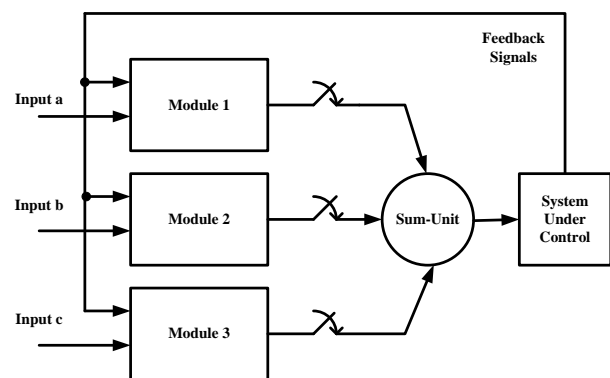 Feedback
Signals
Input a
Module 1
Input b
Module 2
Sum-Unit
System
Under
Control
Input c
Module 3